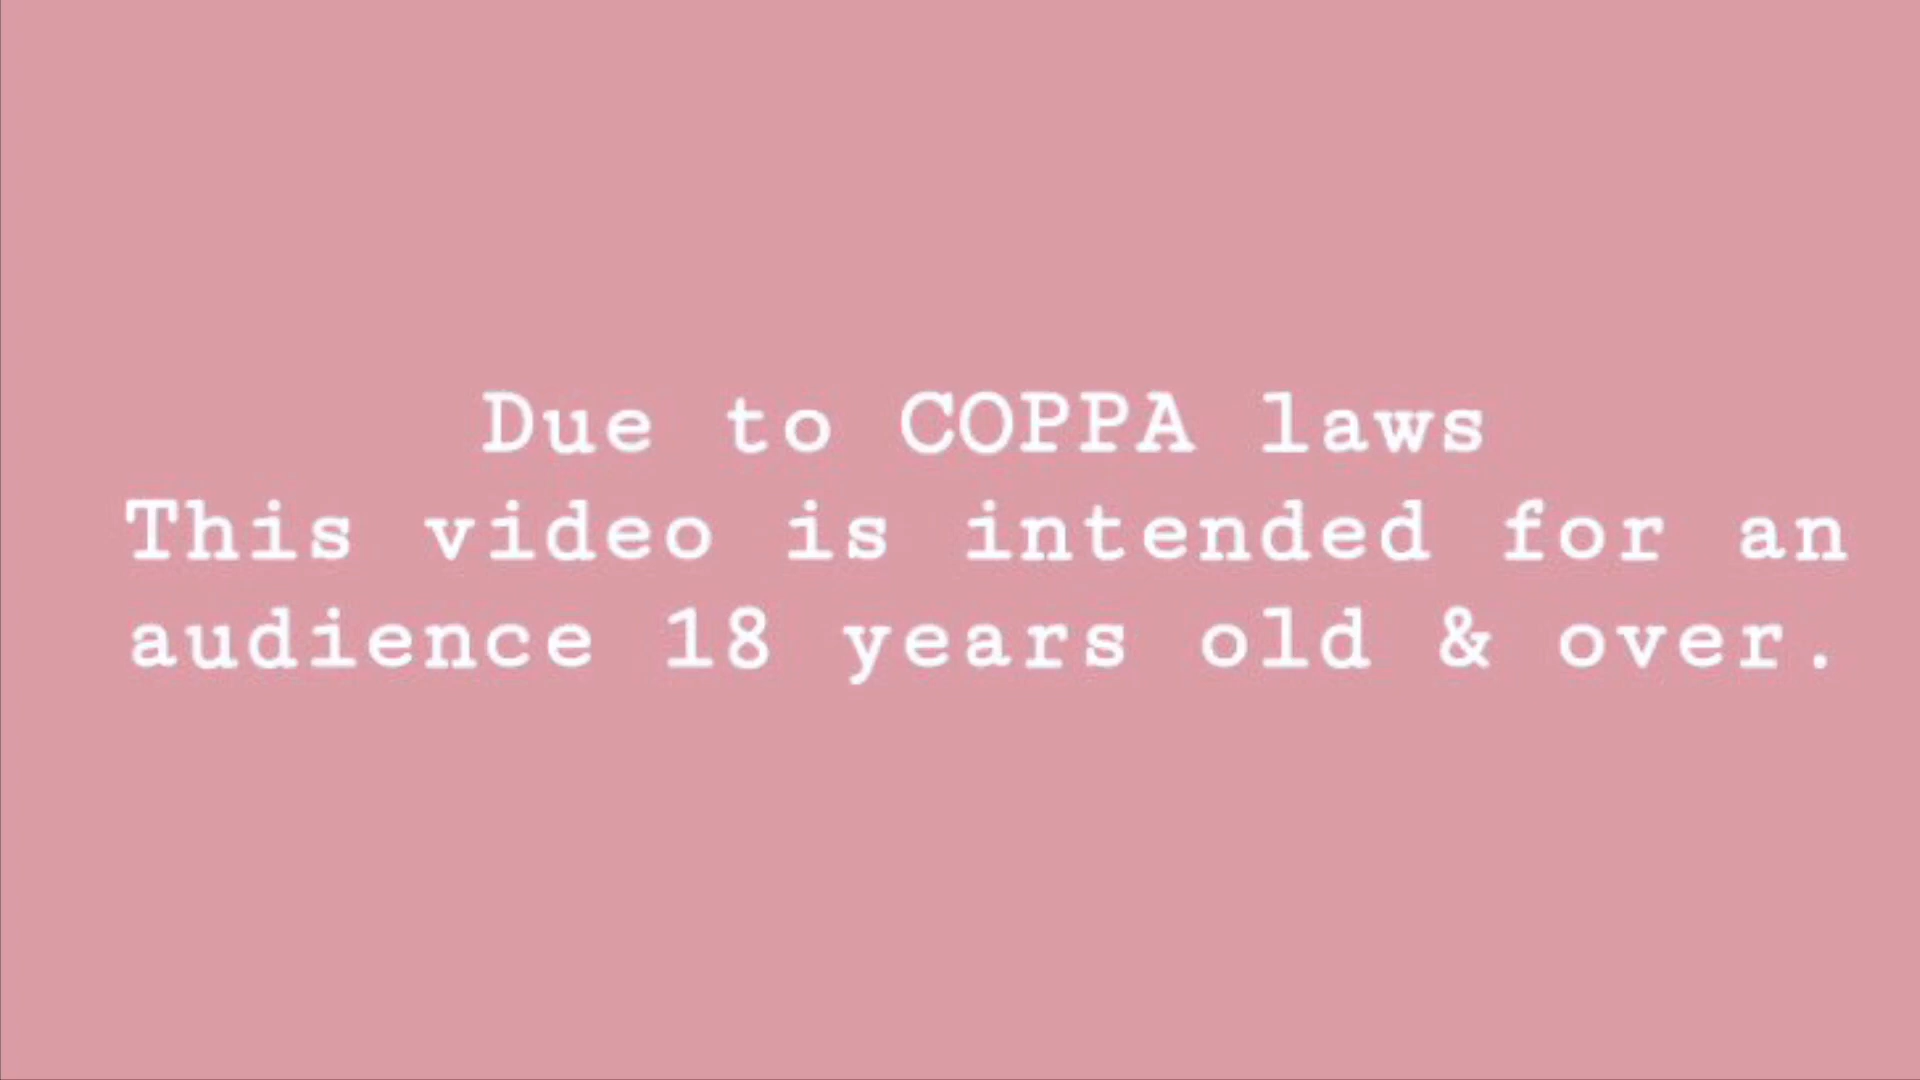 Due to COPPA laws
This video is intended for an
audience 18 years old & over.